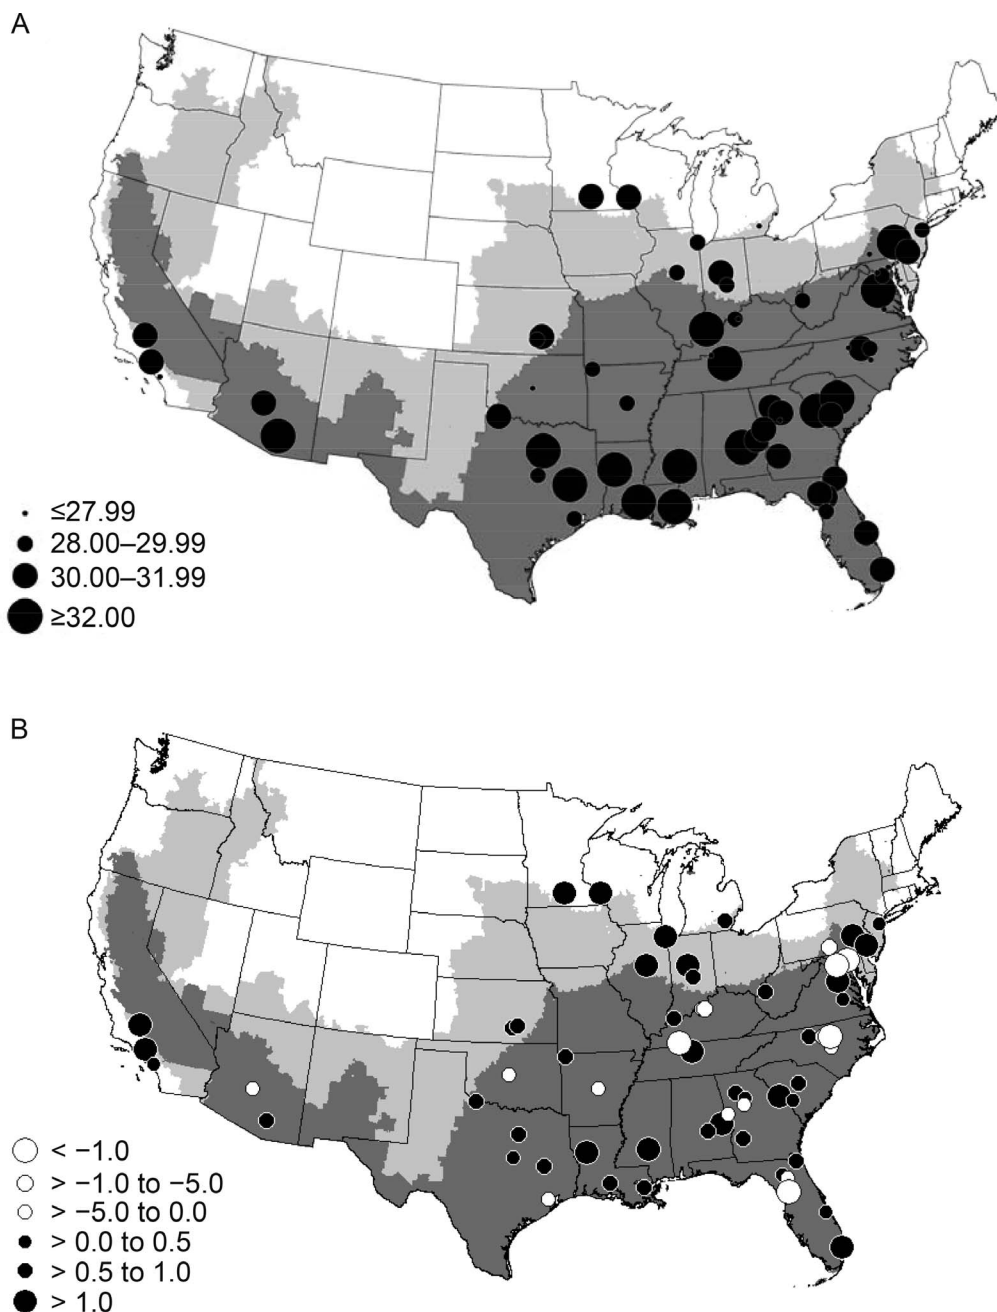 A
≤27.99
28.00–29.99
30.00–31.99
≥32.00
B
< −1.0
> −1.0 to −5.0
> −5.0 to 0.0
> 0.0 to 0.5
> 0.5 to 1.0
> 1.0